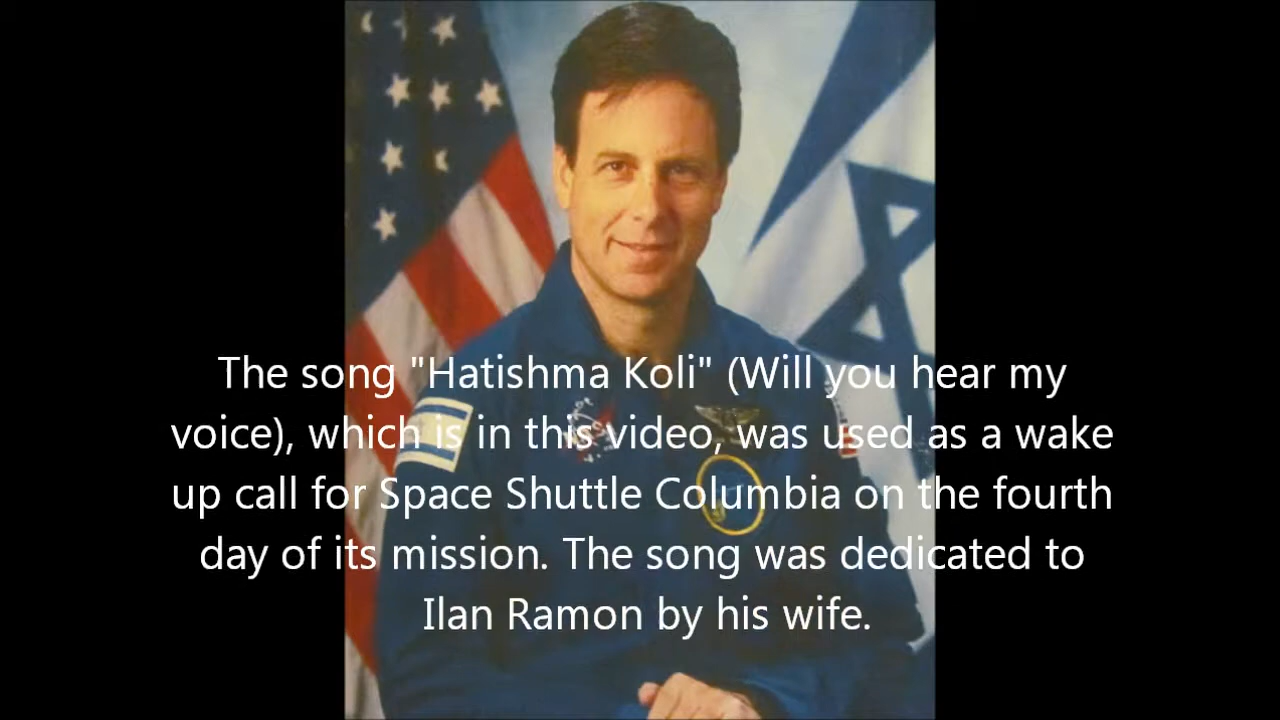 The song "Hatishma Koli" (Will you hear my
voice), which is in this video, was used as a wake
up call for Space Shuttle Columbia on the fourth
day of its mission. The song was dedicated to
Ilan Ramon by his wife.